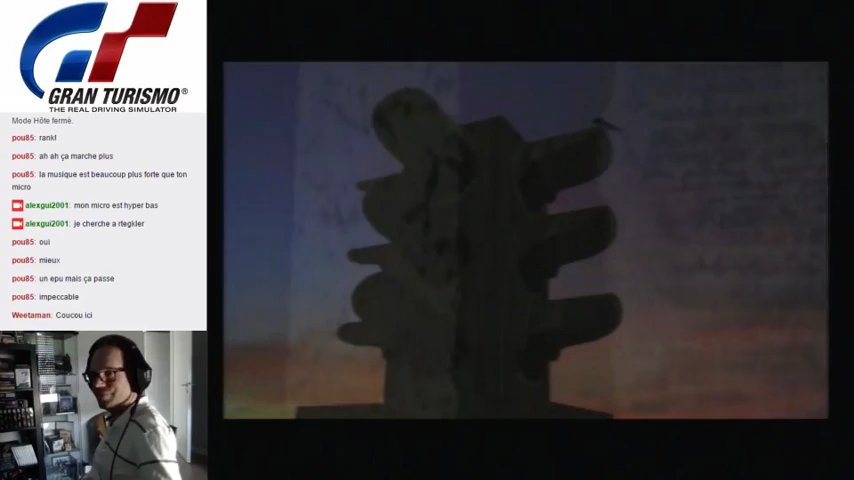 GRAN TURISMO®
THE REAL DRIVING SIMULATOR
Mode Hôte fermé.
pou85: rank!
pou85: ah ah ça marche plus
pou85: la musique est beaucoup plus forte que ton
micro
alexgui2001: mon micro est hyper bas
alexgui2001: je cherche a rtegkler
pou85: oui
pou85: mieux
pou85: un epu mais ça passe
pou85: impeccable
Weetaman: Coucou ici